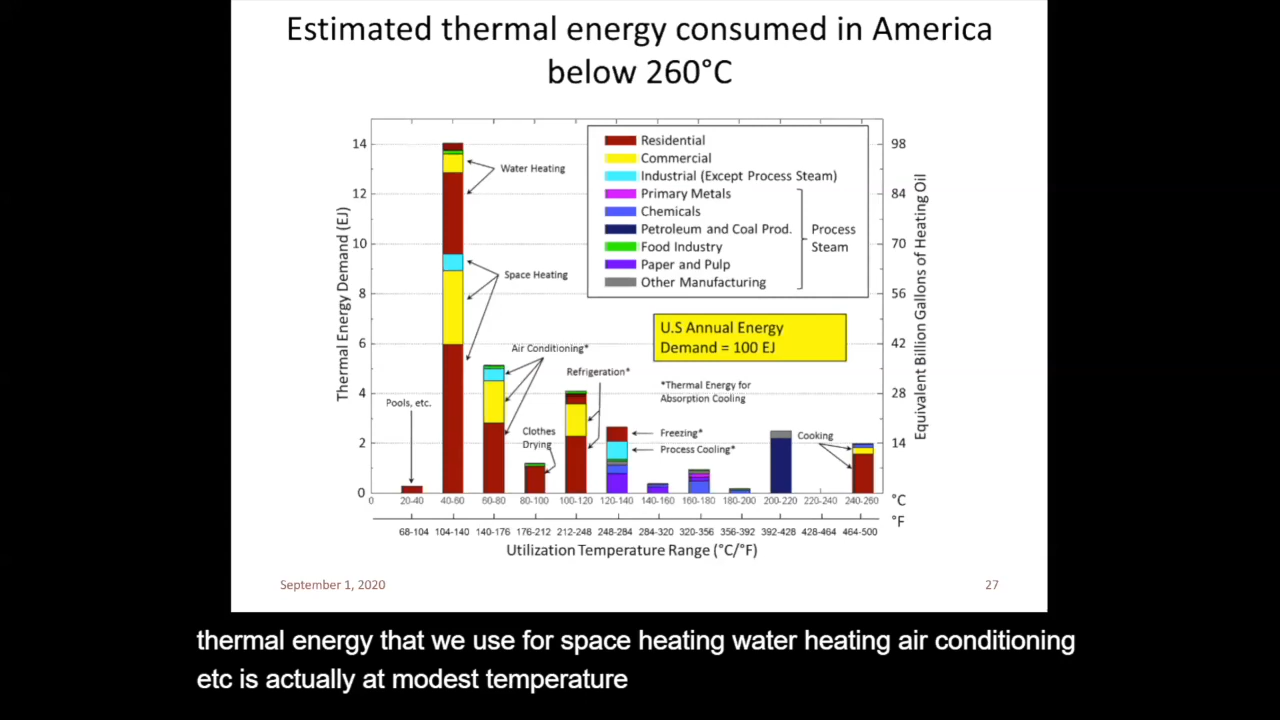 Estimated thermal energy consumed in America
below 260°C
Thermal Energy Demand (EJ)
14
12
10
8
6
4
2
0
Water Heating
Space Heating
Air Conditioning*
Refrigeration*
Pools, etc.
Clothes
Drying
Residential
Commercial
Industrial (Except Process Steam)
Primary Metals
Chemicals
Petroleum and Coal Prod.
Food Industry
Paper and Pulp
Other Manufacturing
Process
Steam
U.S Annual Energy
Demand = 100 EJ
*Thermal Energy for
Absorption Cooling
Freezing*
Process Cooling*
Cooking
98
84
70
56
42
28
14
Equivalent Billion Gallons of Heating Oil
0 20-40 40-60 60-80 80-100 100-120 120-140 140-160 160-180 180-200 200-220 220-240 240-260 °C
°F
68-104 104-140 140-176 176-212 212-248 248-284 284-320 320-356 356-392 392-428 428-464 464-500
Utilization Temperature Range (°C/°F)
September 1, 2020
27
thermal energy that we use for space heating water heating air conditioning
etc is actually at modest temperature